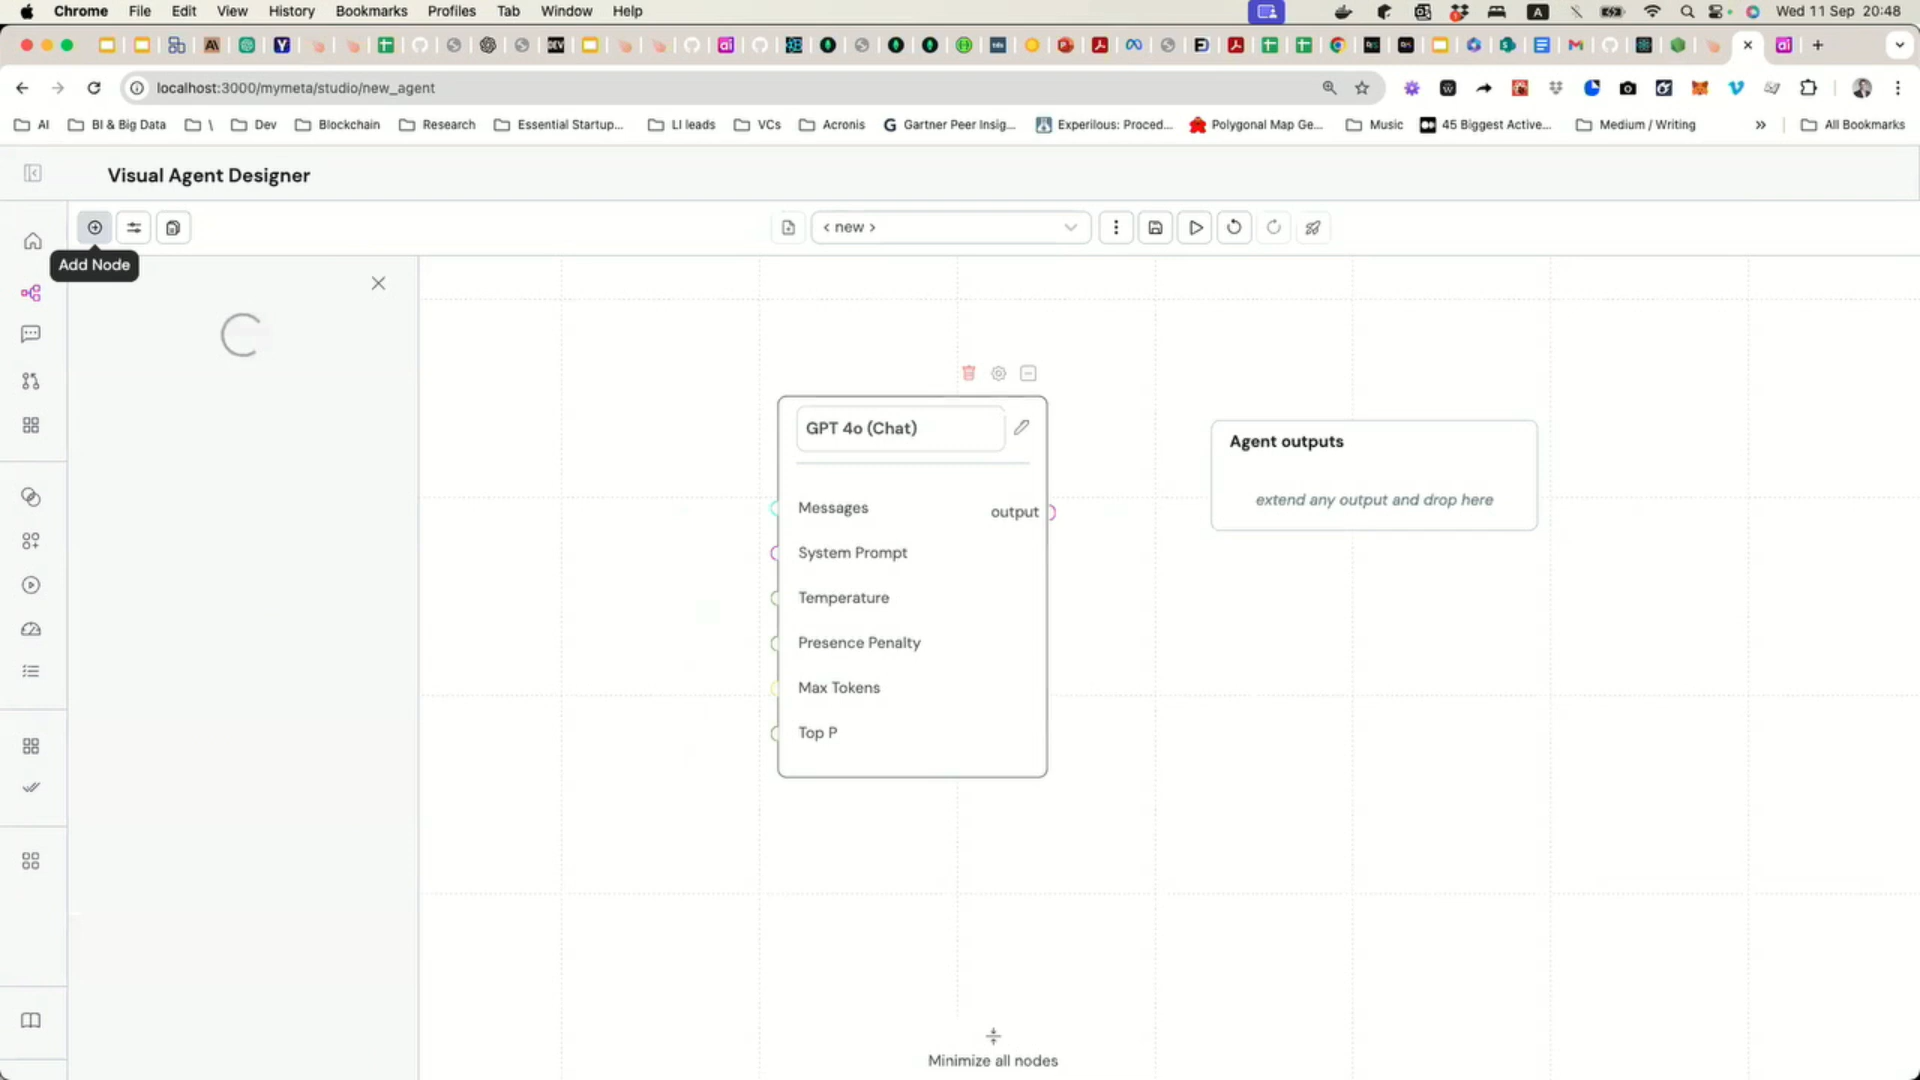 Chrome File Edit View History Bookmarks Profiles Tab Window Help
A
Wed 11 Sep 20:48
localhost:3000/mymeta/studio/new_agent
AI BI & Big Data \ Dev Blockchain Research Essential Startup... LI leads VCs Acronis Gartner Peer Insig... Experilous: Proced... Polygonal Map Ge... Music 45 Biggest Active... Medium / Writing » All Bookmarks
Visual Agent Designer
< new >
Add Node
GPT 4o (Chat)
Messages
output
System Prompt
Temperature
Presence Penalty
Max Tokens
Top P
Agent outputs
extend any output and drop here
Minimize all nodes